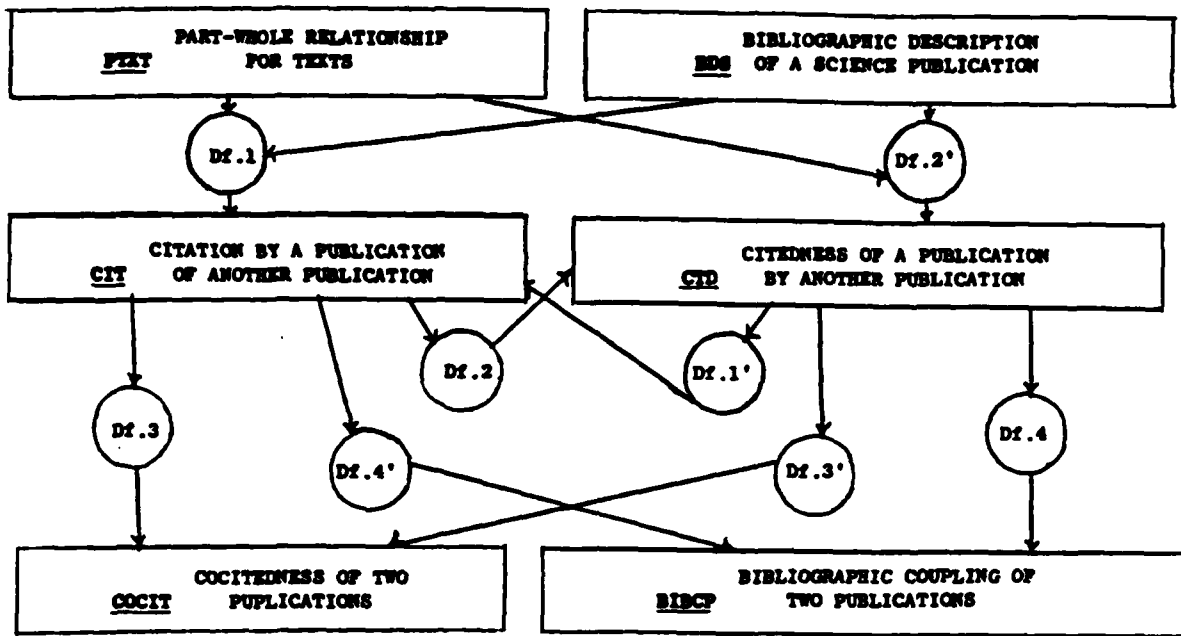 PART-WHOLE RELATIONSHIP
PTXT FOR TEXTS
BIBLIOGRAPHIC DESCRIPTION
BDS OF A SCIENCE PUBLICATION
Df.1
Df.2'
CITATION BY A PUBLICATION
CIT OF ANOTHER PUBLICATION
CITEDNESS OF A PUBLICATION
CTD BY ANOTHER PUBLICATION
Df.2
Df.1'
Df.3
Df.4'
Df.3'
Df.4
COCITEDNESS OF TWO
COCIT PUPLICATIONS
BIBLIOGRAPHIC COUPLING OF
BIBCP TWO PUBLICATIONS